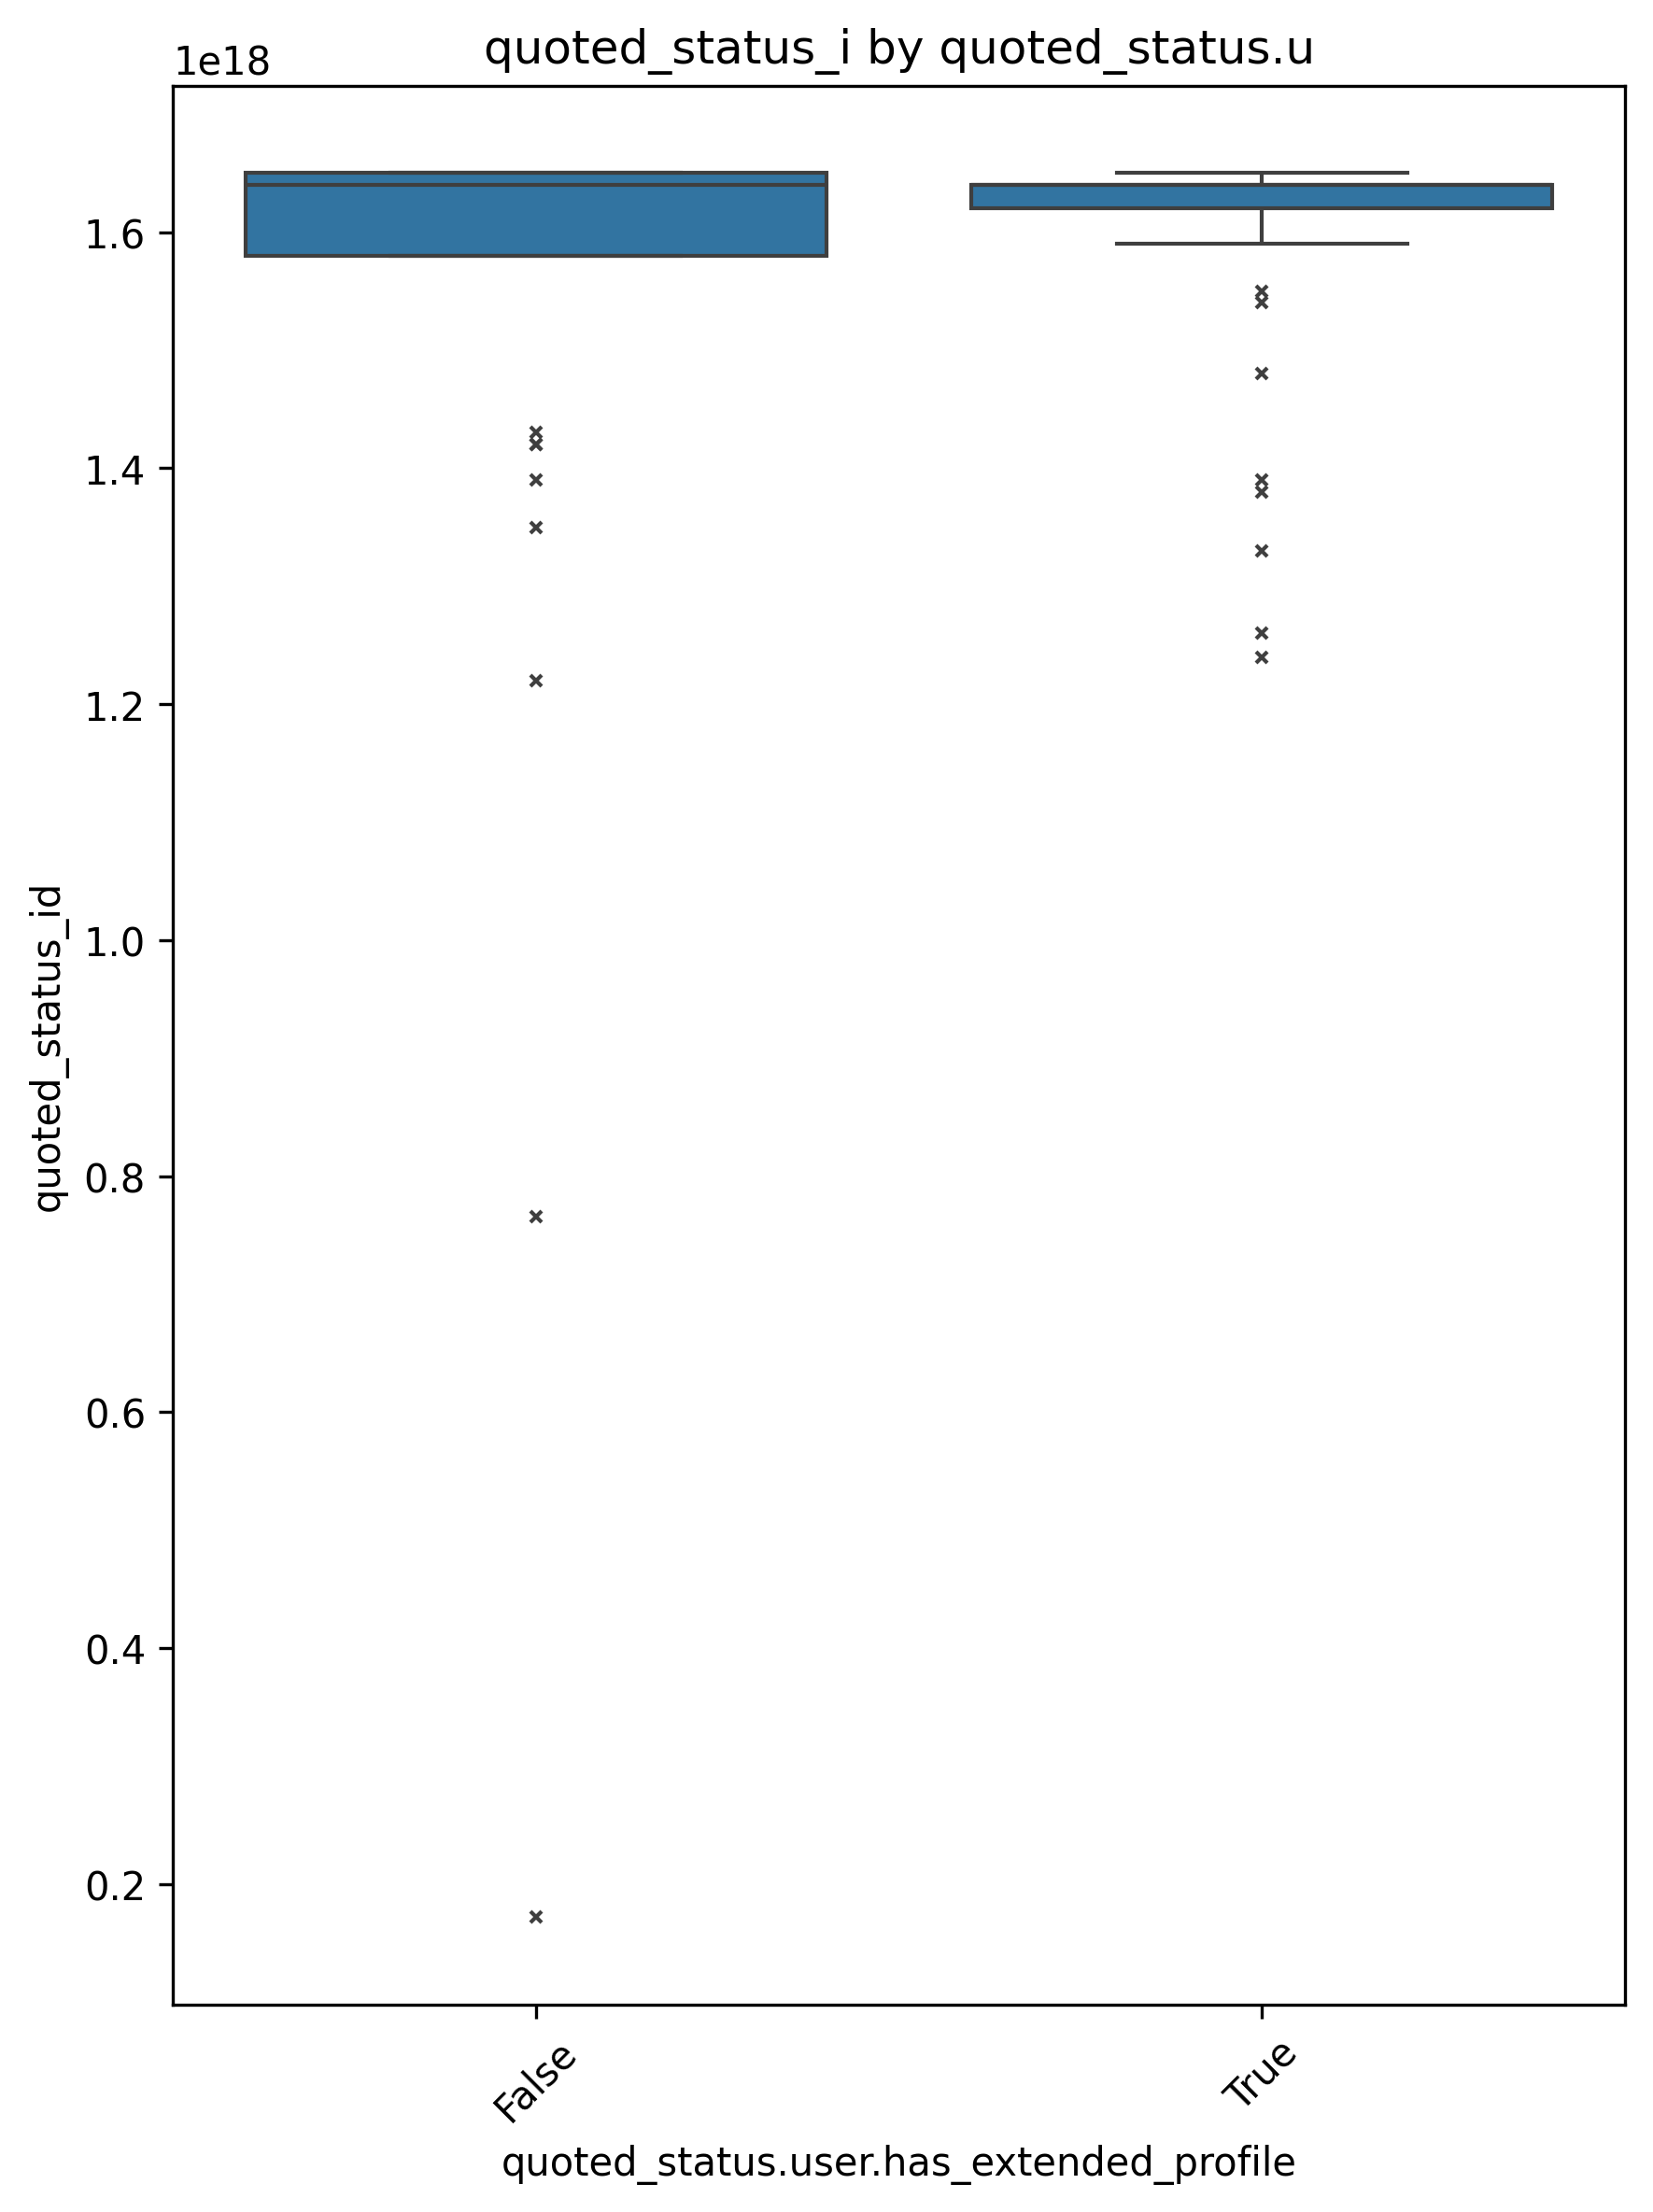 quoted_status_i by quoted_status.u
1e18
1.6
1.4
1.2
1.0
0.8
0.6
0.4
0.2
quoted_status_id
False
True
quoted_status.user.has_extended_profile